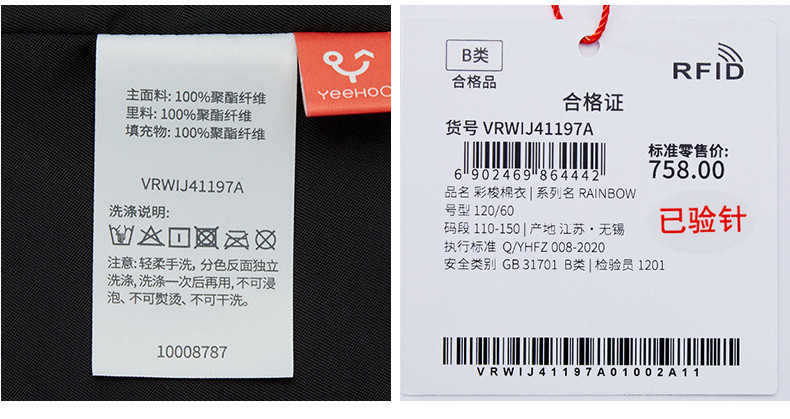 主面料: 100%聚酯纤维
里料: 100%聚酯纤维
填充物: 100%聚酯纤维
VRWIJ41197A
洗涤说明:
注意: 轻柔手洗, 分色反面独立
洗涤, 洗涤一次后再用, 不可浸
泡、不可熨烫、不可干洗。
10008787
YeeHOO
B类
合格品
RFID
合格证
货号 VRWIJ41197A
6 902469 864442
标准零售价:
758.00
品名 彩梭棉衣 | 系列名 RAINBOW
号型 120/60
码段 110-150 | 产地 江苏·无锡
执行标准 Q/YHFZ 008-2020
安全类别 GB 31701 B类 | 检验员 1201
已验针
VRWIJ41197A01002A11